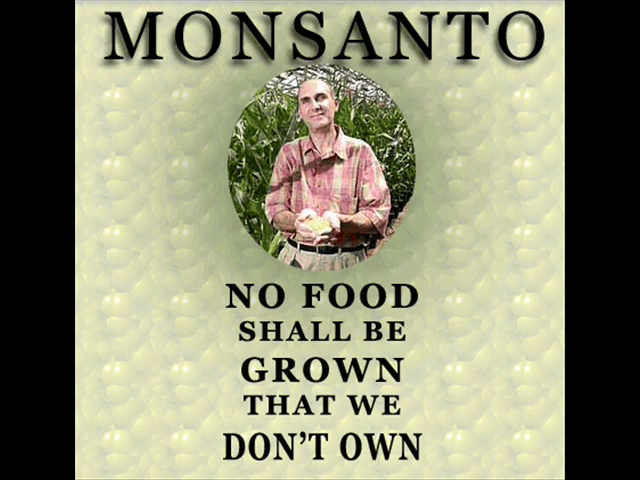 MONSANTO
NO FOOD
SHALL BE
GROWN
THAT WE
DON'T OWN